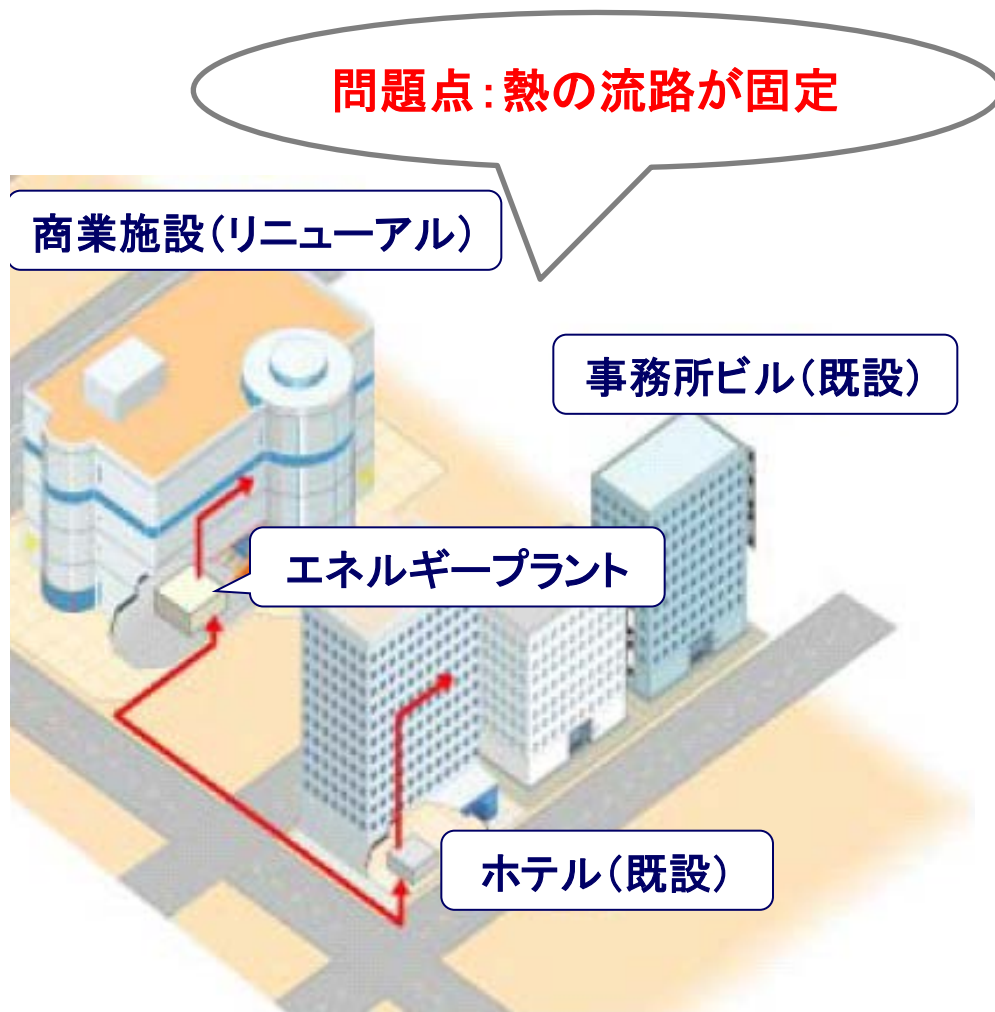 問題点:熱の流路が固定
商業施設(リニューアル)
事務所ビル(既設)
エネルギープラント
ホテル(既設)